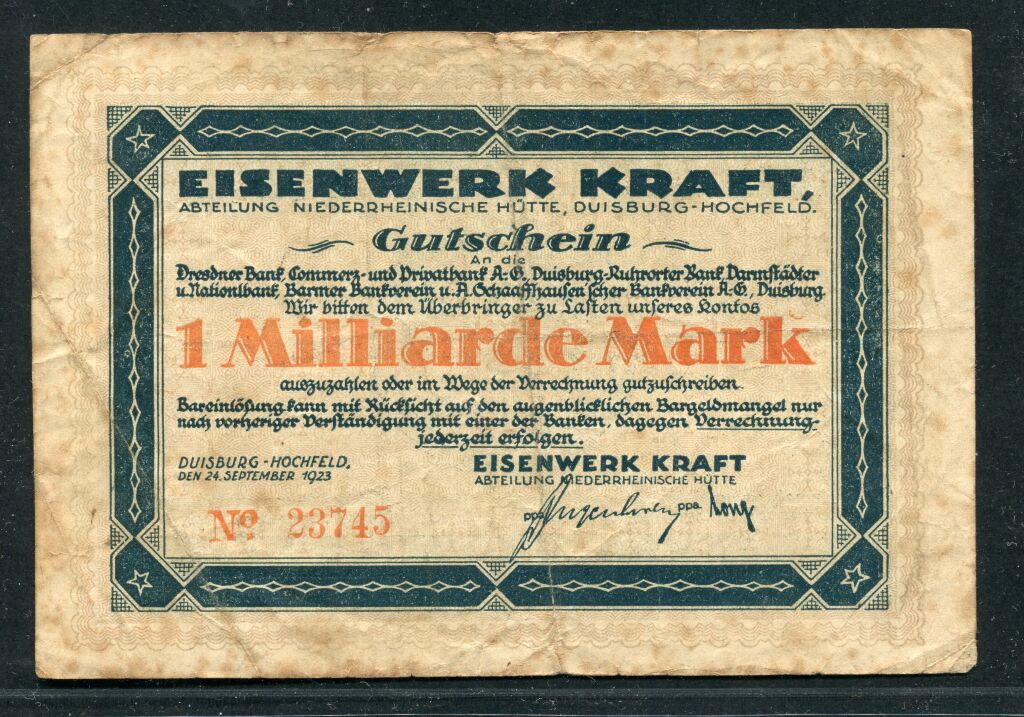 EISENWERK KRAFT,
ABTEILUNG NIEDERRHEINISCHE HÜTTE, DUISBURG-HOCHFELD.
Gutschein
An die
Dresdner Bank, Commerz- und Privatbank A.-G., Duisburg-Ruhrorter Bank, Darmstädter
u. Nationlbank, Barmer Bankverein u. A. Schaaffhausen'scher Bankverein A.-G., Duisburg.
Wir bitten dem Überbringer zu Lasten unseres Kontos
1 Milliarde Mark
auszuzahlen oder im Wege der Verrechnung gutzuschreiben.
Bareinlösung kann mit Rücksicht auf den augenblicklichen Bargeldmangel nur
nach vorheriger Verständigung mit einer der Banken, dagegen Verrechnung
jederzeit erfolgen.
DUISBURG-HOCHFELD,
DEN 24. SEPTEMBER 1923
EISENWERK KRAFT
ABTEILUNG NIEDERRHEINISCHE HÜTTE
ppa. ppa.
No. 23745